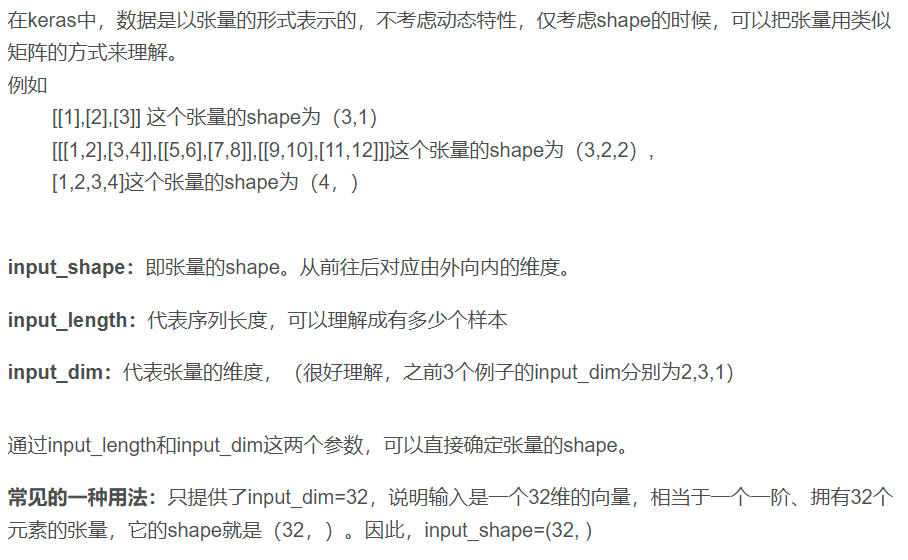 在keras中，数据是以张量的形式表示的，不考虑动态特性，仅考虑shape的时候，可以把张量用类似
矩阵的方式来理解。
例如
[[1],[2],[3]] 这个张量的shape为（3,1）
[[[1,2],[3,4]],[[5,6],[7,8]],[[9,10],[11,12]]]这个张量的shape为（3,2,2）,
[1,2,3,4]这个张量的shape为（4，）
input_shape：即张量的shape。从前往后对应由外向内的维度。
input_length：代表序列长度，可以理解成有多少个样本
input_dim：代表张量的维度，（很好理解，之前3个例子的input_dim分别为2,3,1）
通过input_length和input_dim这两个参数，可以直接确定张量的shape。
常见的一种用法：只提供了input_dim=32，说明输入是一个32维的向量，相当于一个一阶、拥有32个
元素的张量，它的shape就是（32，）。因此，input_shape=(32, )